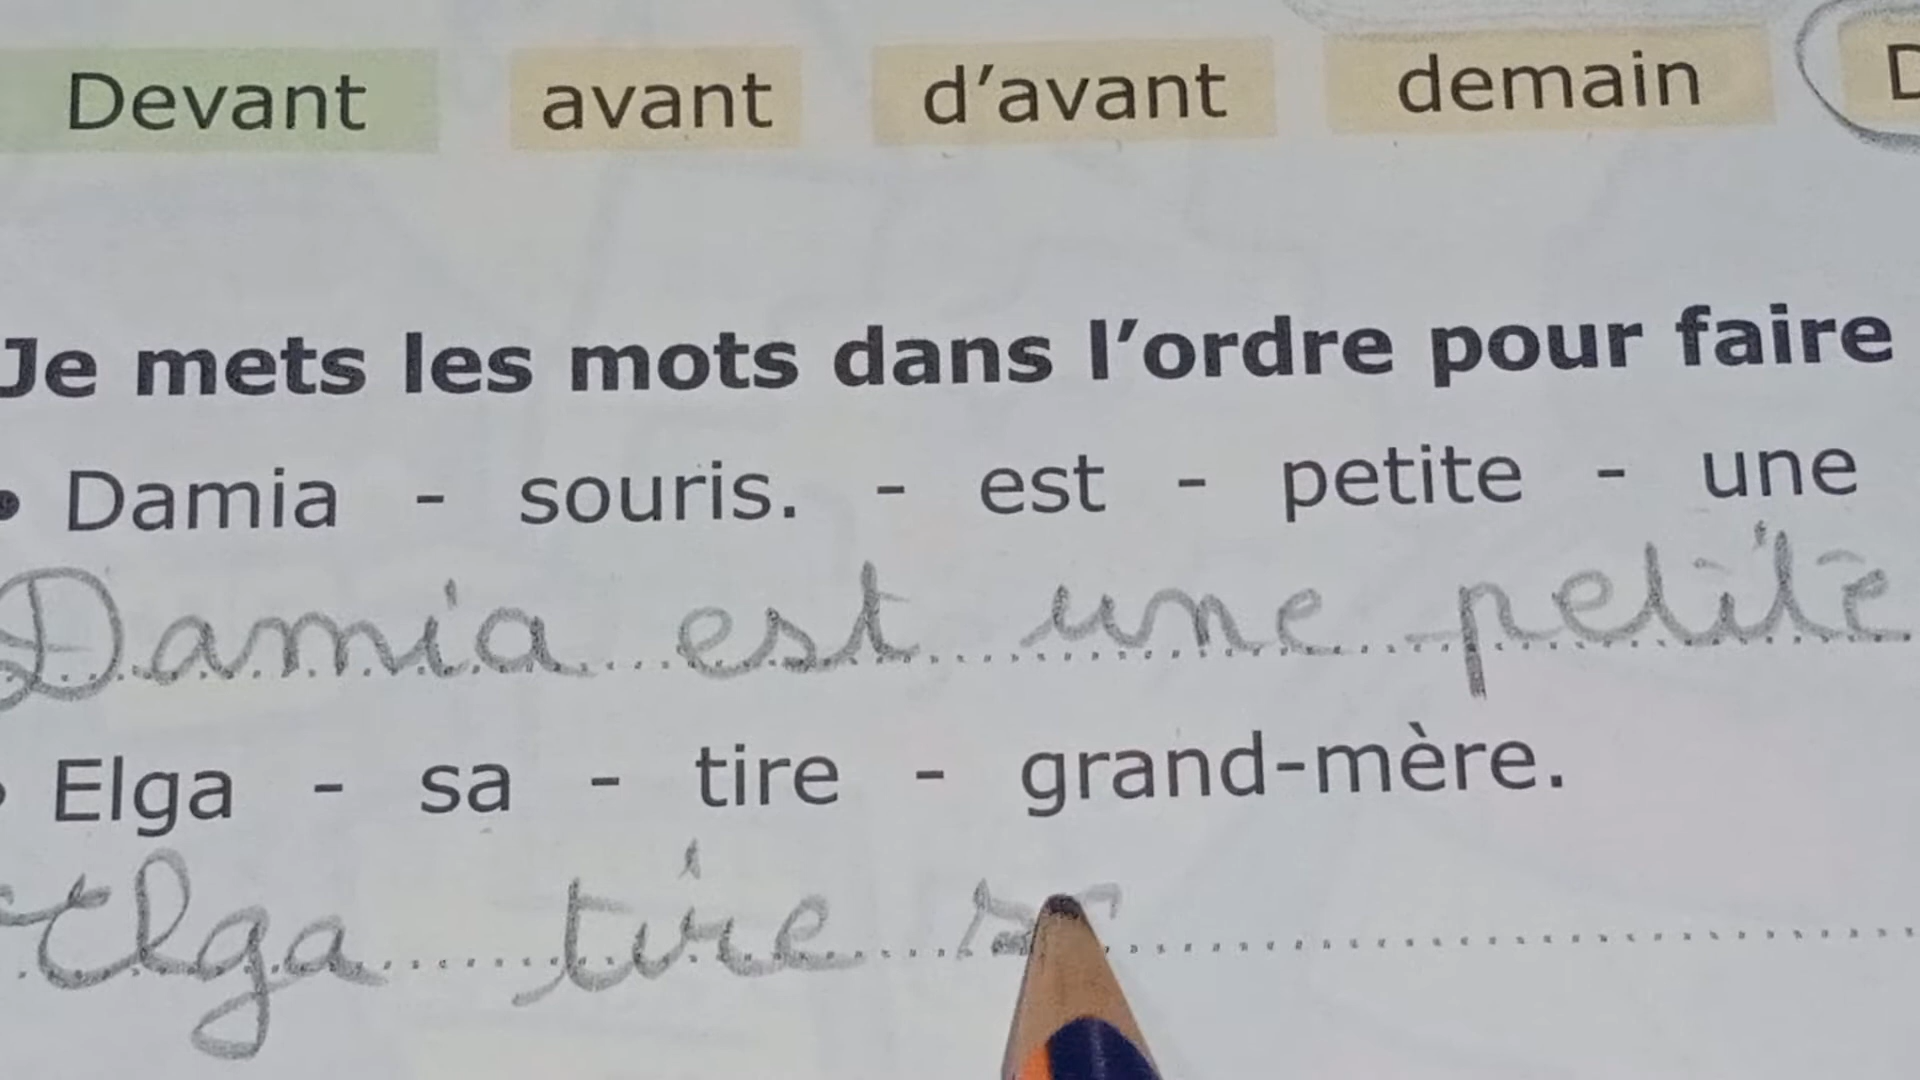 Devant avant d'avant demain D
Je mets les mots dans l'ordre pour faire
• Damia - souris. - est - petite - une
Damia est une petite
• Elga - sa - tire - grand-mère.
Elga tire